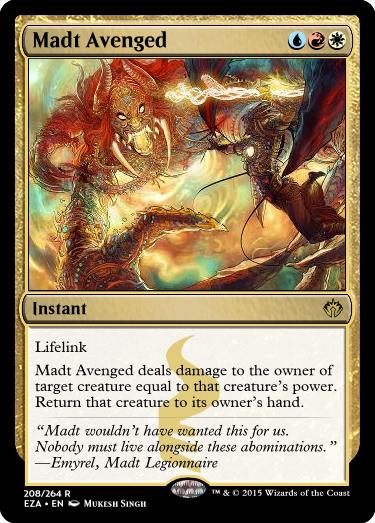 Madt Avenged
Instant
Lifelink
Madt Avenged deals damage to the owner of
target creature equal to that creature's power.
Return that creature to its owner's hand.
“Madt wouldn't have wanted this for us.
Nobody must live alongside these abominations.”
—Emyrel, Madt Legionnaire
208/264 R
EZA • EN Mukesh Singh
™ & © 2015 Wizards of the Coast